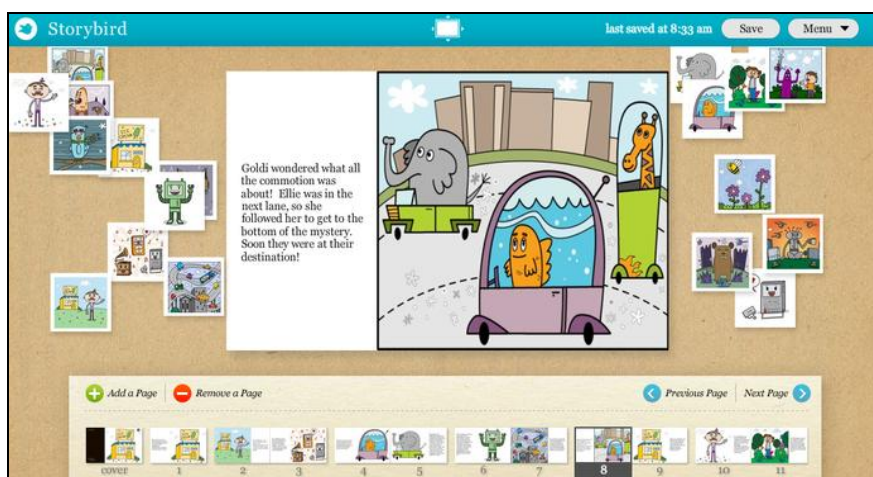 Storybird
last saved at 8:33 am
Save
Menu
Goldi wondered what all
the commotion was
about! Ellie was in the
next lane, so she
followed her to get to the
bottom of the mystery.
Soon they were at their
destination!
Add a Page
Remove a Page
Previous Page
Next Page
cover
1
2
3
4
5
6
7
8
9
10
11